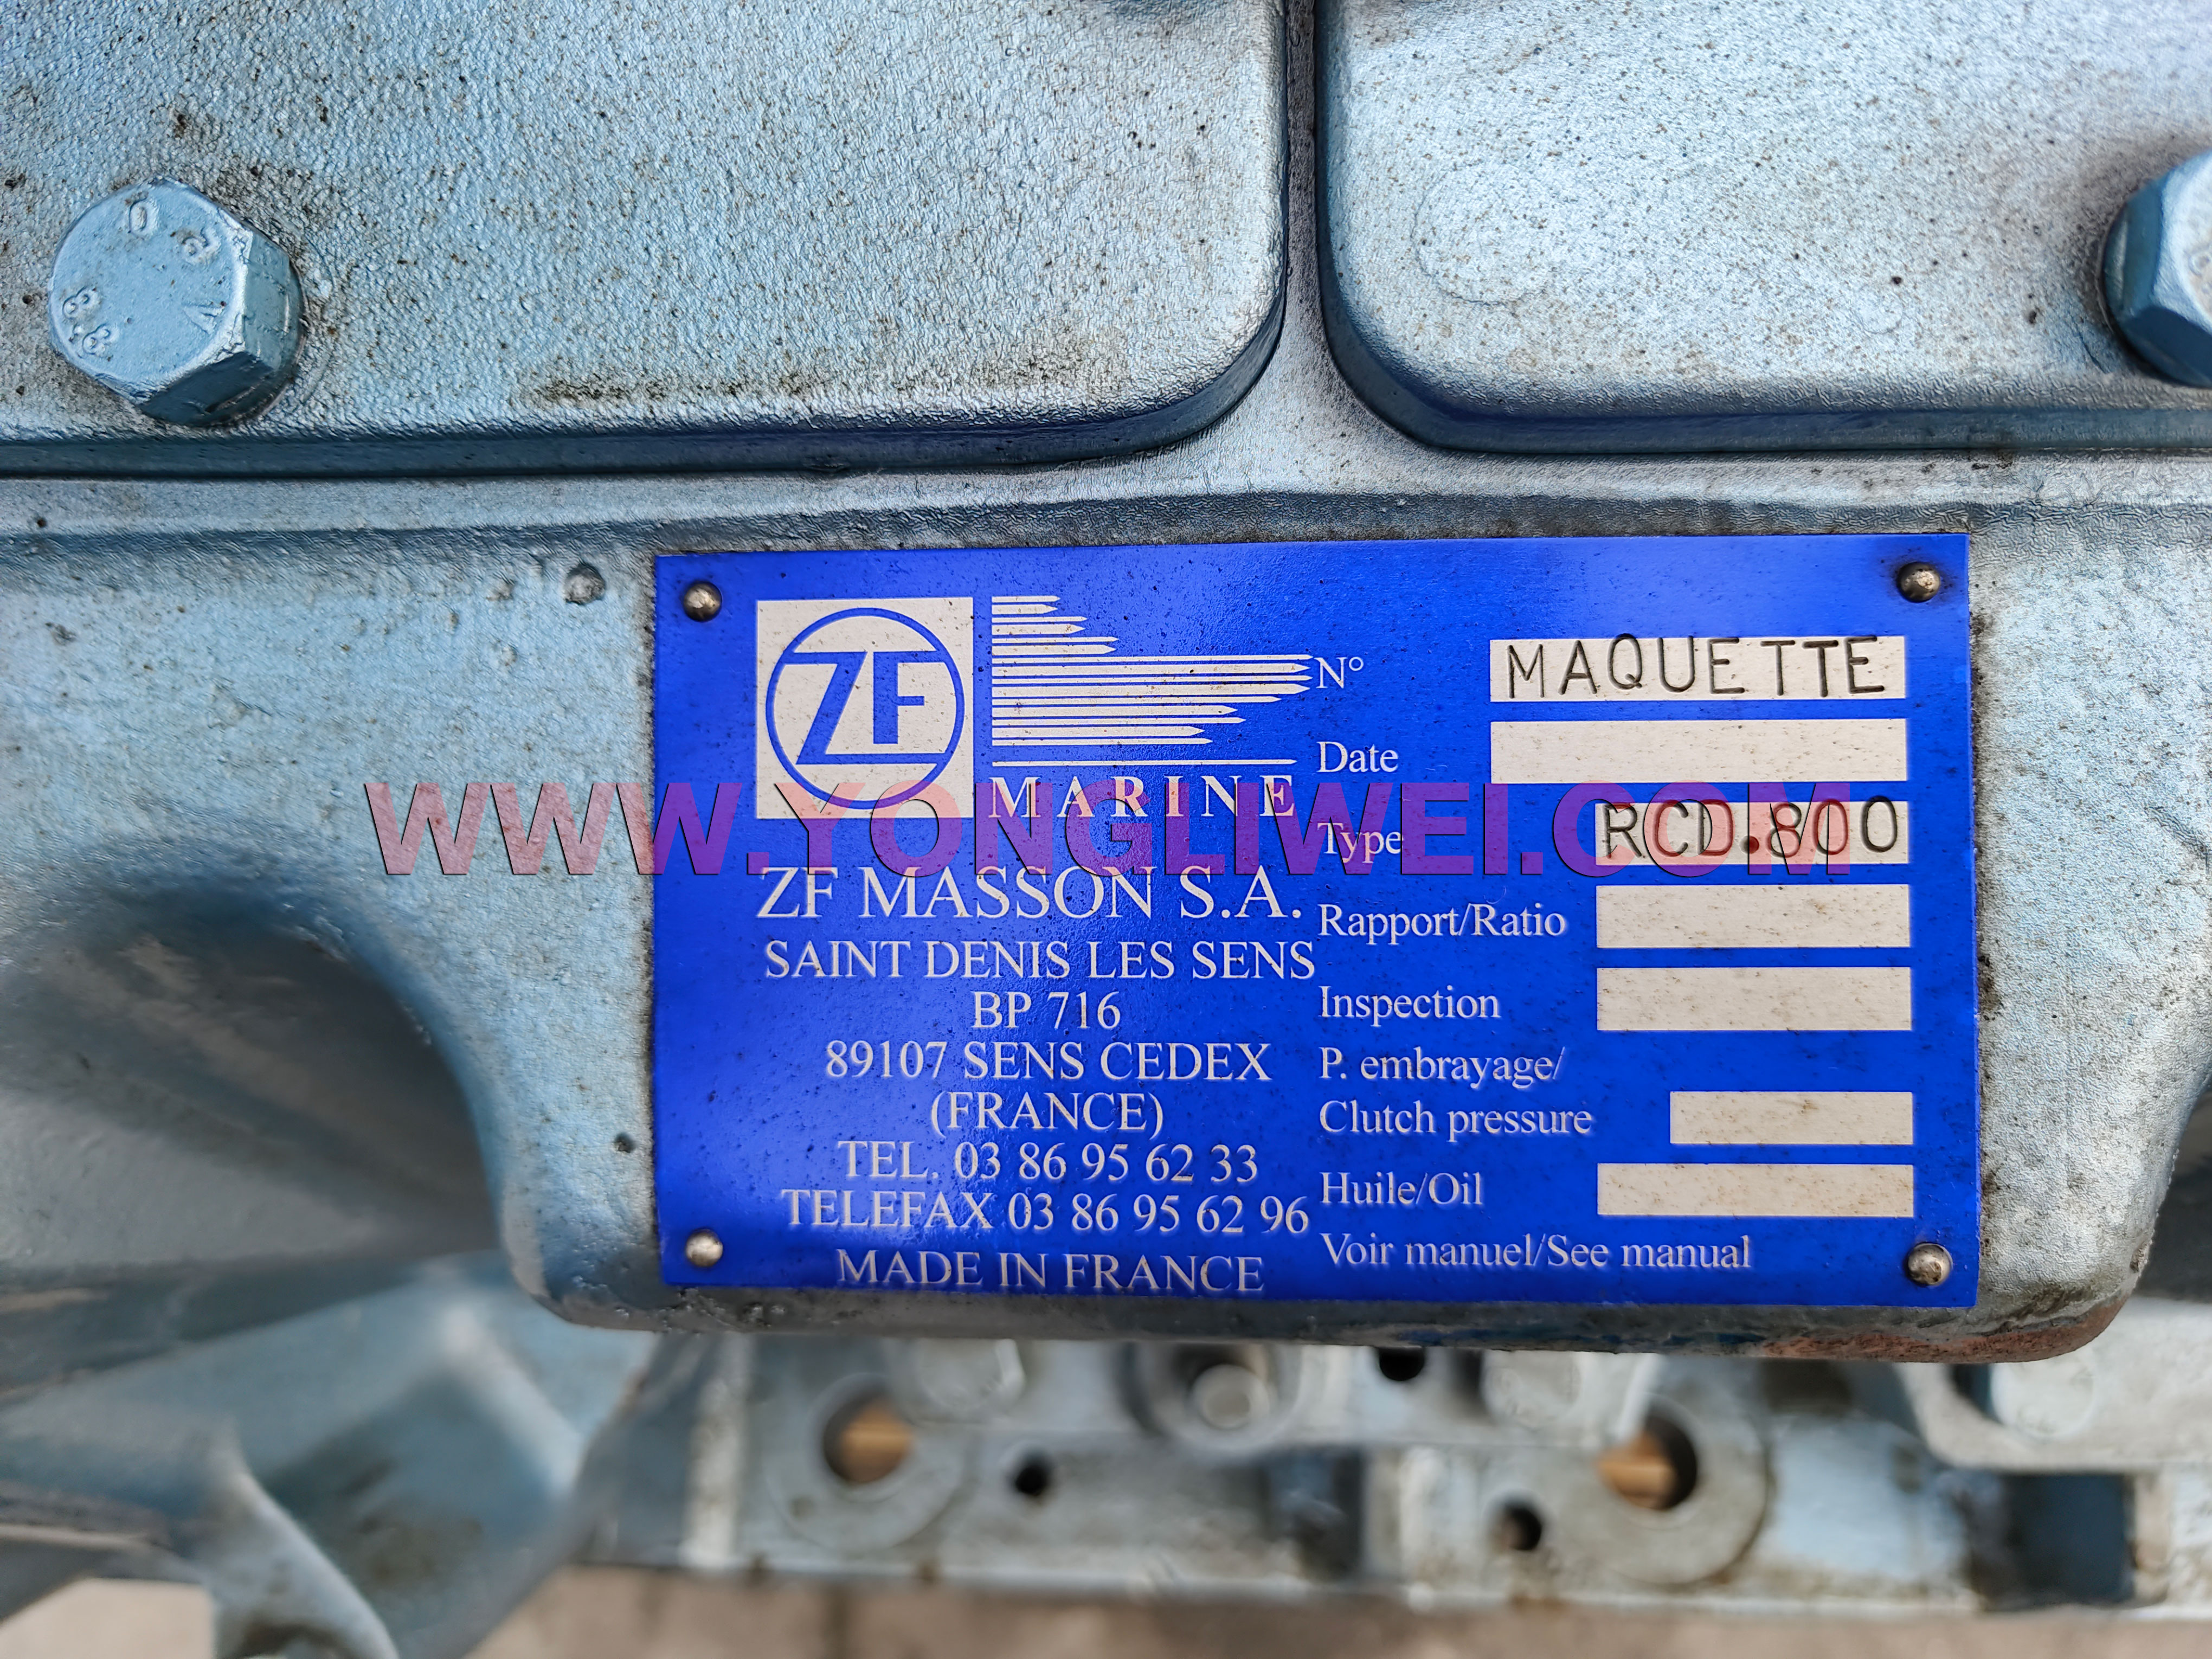 8.8
ZF
MARINE
ZF MASSON S.A.
SAINT DENIS LES SENS
BP 716
89107 SENS CEDEX
(FRANCE)
TEL. 03 86 95 62 33
TELEFAX 03 86 95 62 96
MADE IN FRANCE
N° MAQUETTE
Date
Type RCD.800
Rapport/Ratio
Inspection
P. embrayage/
Clutch pressure
Huile/Oil
Voir manuel/See manual
WWW.YONGLIWEI.COM